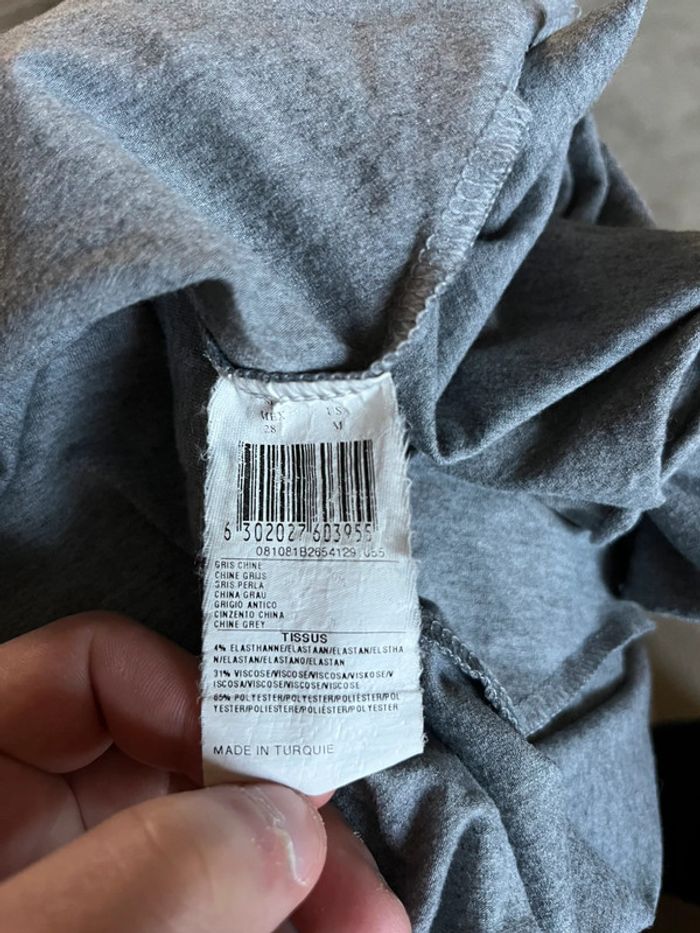 MEX USA
28 M
6 302027 603955
081081B2654129 055
GRIS CHINE
CHINE GRIJS
GRIS PERLA
CHINA GRAU
GRIGIO ANTICO
CINZENTO CHINA
CHINE GREY
TISSUS
4% ELASTHANNE/ELASTAAN/ELASTAN/ELSTHA
N/ELASTAN/ELASTANO/ELASTAN
31% VISCOSE/VISCOSE/VISCOSA/VISKOSE/V
ISCOSA/VISCOSE/VISCOSE/VISCOSE
65% POLYESTER/POLYESTER/POLIÉSTER/POL
YESTER/POLIESTERE/POLIÉSTER/POLYESTER
MADE IN TURQUIE